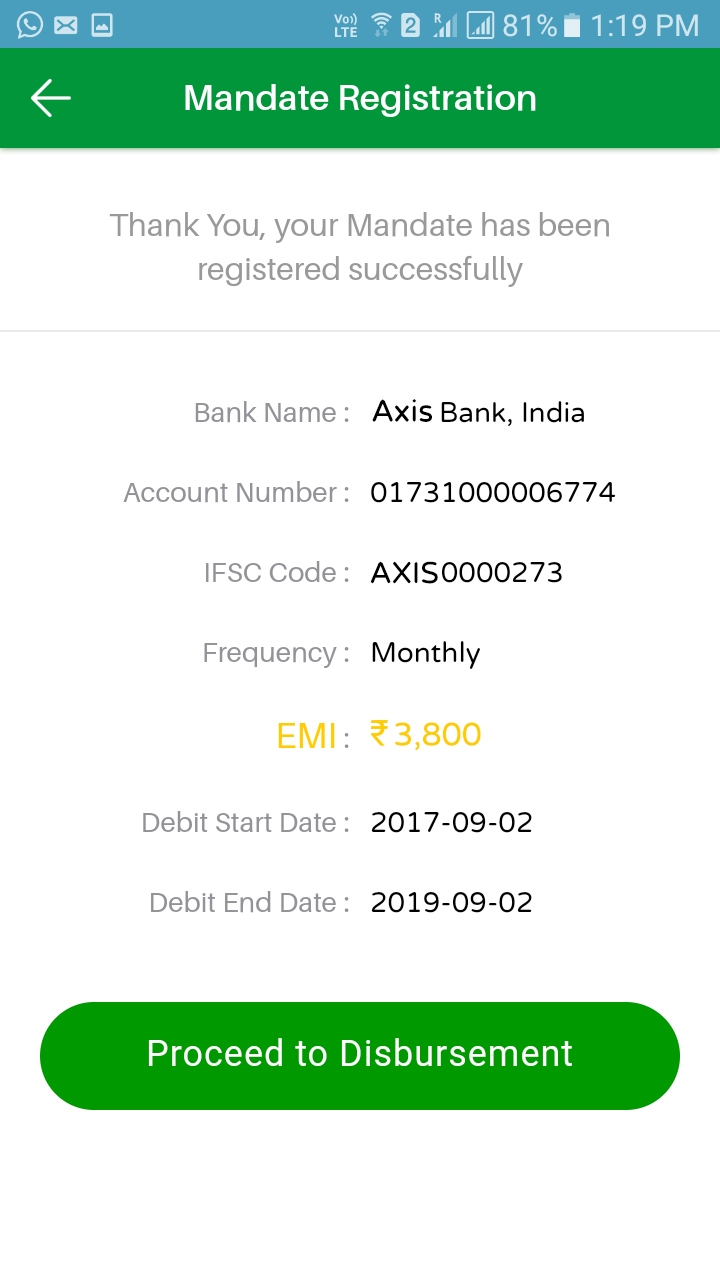 Vo)) LTE 2 R 81% 1:19 PM
Mandate Registration
Thank You, your Mandate has been
registered successfully
Bank Name : Axis Bank, India
Account Number : 01731000006774
IFSC Code : AXIS0000273
Frequency : Monthly
EMI : ₹ 3,800
Debit Start Date : 2017-09-02
Debit End Date : 2019-09-02
Proceed to Disbursement